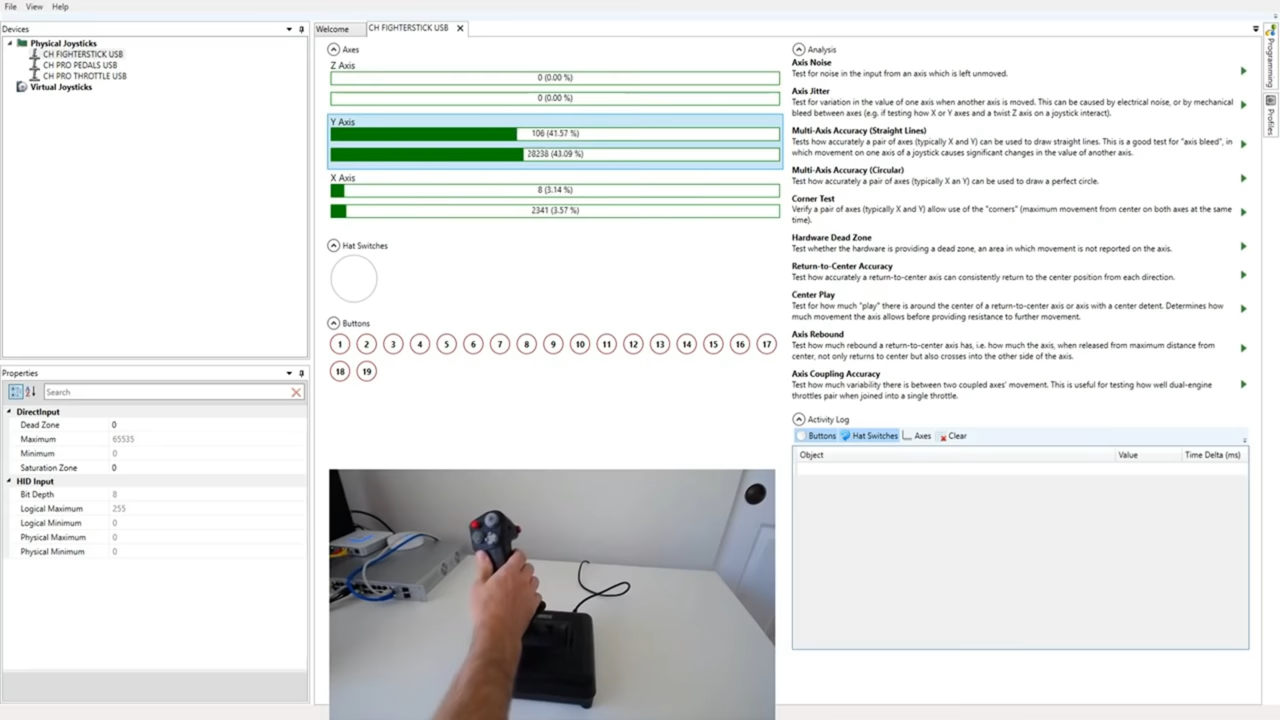 File View Help
Devices
Physical Joysticks
CH FIGHTERSTICK USB
CH PRO PEDALS USB
CH PRO THROTTLE USB
Virtual Joysticks
Properties
Search
DirectInput
Dead Zone 0
Maximum 65535
Minimum 0
Saturation Zone 0
HID Input
Bit Depth 8
Logical Maximum 255
Logical Minimum 0
Physical Maximum 0
Physical Minimum 0
Welcome CH FIGHTERSTICK USB
Axes
Z Axis
0 (0.00 %)
0 (0.00 %)
Y Axis
106 (41.57 %)
28238 (43.09 %)
X Axis
8 (3.14 %)
2341 (3.57 %)
Hat Switches
Buttons
1 2 3 4 5 6 7 8 9 10 11 12 13 14 15 16 17
18 19
Analysis
Axis Noise
Test for noise in the input from an axis which is left unmoved.
Axis Jitter
Test for variation in the value of one axis when another axis is moved. This can be caused by electrical noise, or by mechanical
bleed between axes (e.g. if testing how X or Y axes and a twist Z axis on a joystick interact).
Multi-Axis Accuracy (Straight Lines)
Tests how accurately a pair of axes (typically X and Y) can be used to draw straight lines. This is a good test for "axis bleed", in
which movement on one axis of a joystick causes significant changes in the value of another axis.
Multi-Axis Accuracy (Circular)
Test how accurately a pair of axes (typically X an Y) can be used to draw a perfect circle.
Corner Test
Verify a pair of axes (typically X and Y) allow use of the "corners" (maximum movement from center on both axes at the same
time).
Hardware Dead Zone
Test whether the hardware is providing a dead zone, an area in which movement is not reported on the axis.
Return-to-Center Accuracy
Test how accurately a return-to-center axis can consistently return to the center position from each direction.
Center Play
Test for how much "play" there is around the center of a return-to-center axis or axis with a center detent. Determines how
much movement the axis allows before providing resistance to further movement.
Axis Rebound
Test how much rebound a return-to-center axis has, i.e. how much the axis, when released from maximum distance from
center, not only returns to center but also crosses into the other side of the axis.
Axis Coupling Accuracy
Test how much variability there is between two coupled axes' movement. This is useful for testing how well dual-engine
throttles pair when joined into a single throttle.
Activity Log
Buttons Hat Switches Axes Clear
Object Value Time Delta (ms)
Programming
Profiles